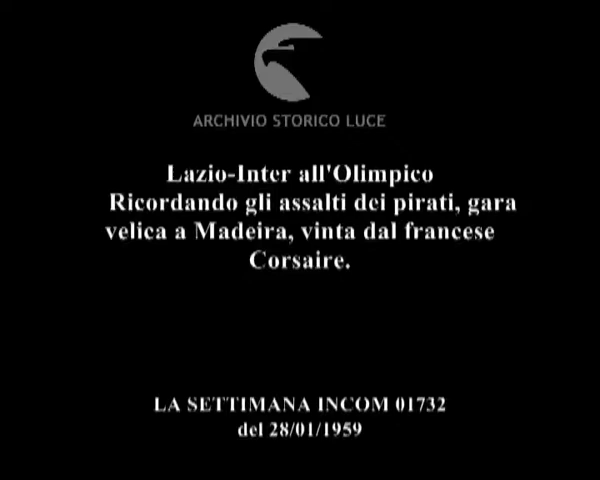 ARCHIVIO STORICO LUCE
Lazio-Inter all'Olimpico
Ricordando gli assalti dei pirati, gara
velica a Madeira, vinta dal francese
Corsaire.
LA SETTIMANA INCOM 01732
del 28/01/1959